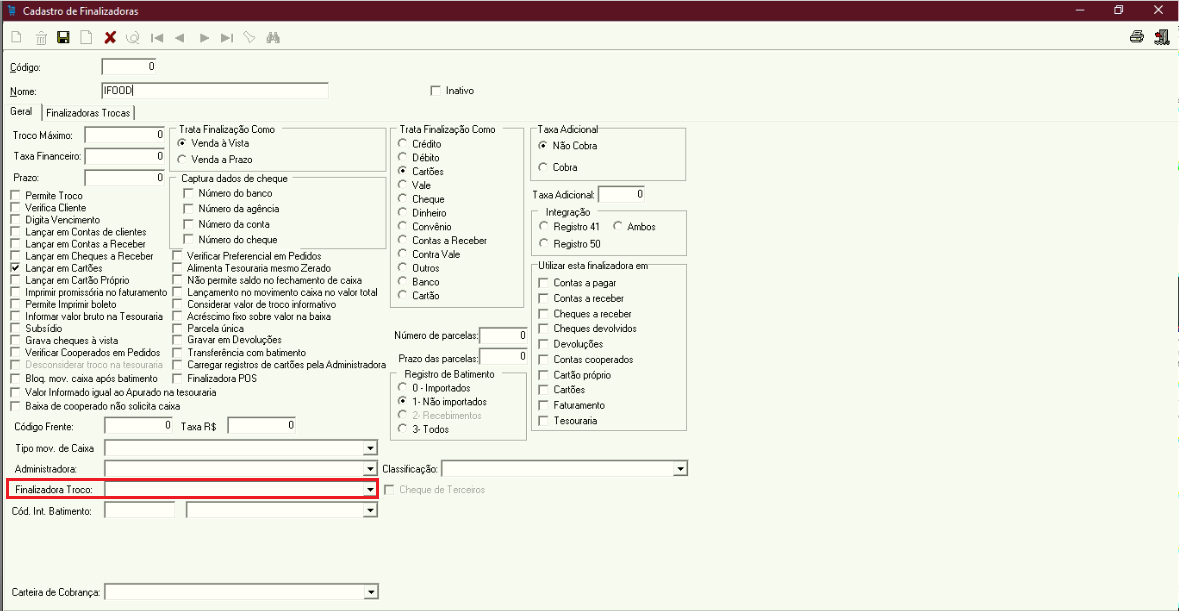 Cadastro de Finalizadoras
Código: 0
Nome: IFOOD
Inativo
Geral Finalizadoras Trocas
Troco Máximo: 0
Taxa Financeiro: 0
Prazo: 0
Permite Troco
Verifica Cliente
Digita Vencimento
Lançar em Contas de clientes
Lançar em Contas a Receber
Lançar em Cheques a Receber
Lançar em Cartões
Lançar em Cartão Próprio
Imprimir promissória no faturamento
Permite Imprimir boleto
Informar valor bruto na Tesouraria
Subsídio
Grava cheques à vista
Verificar Cooperados em Pedidos
Desconsiderar troco na tesouraria
Bloq. mov. caixa após batimento
Valor Informado igual ao Apurado na tesouraria
Baixa de cooperado não solicita caixa
Trata Finalização Como
Venda à Vista
Venda a Prazo
Captura dados de cheque
Número do banco
Número da agência
Número da conta
Número do cheque
Verificar Preferencial em Pedidos
Alimenta Tesouraria mesmo Zerado
Não permite saldo no fechamento de caixa
Lançamento no movimento caixa no valor total
Considerar valor de troco informativo
Acréscimo fixo sobre valor na baixa
Parcela única
Gravar em Devoluções
Transferência com batimento
Carregar registros de cartões pela Administradora
Finalizadora POS
Trata Finalização Como
Crédito
Débito
Cartões
Vale
Cheque
Dinheiro
Convênio
Contas a Receber
Contra Vale
Outros
Banco
Cartão
Número de parcelas: 0
Prazo das parcelas: 0
Registro de Batimento
0 - Importados
1- Não importados
2- Recebimentos
3- Todos
Taxa Adicional
Não Cobra
Cobra
Taxa Adicional: 0
Integração
Registro 41 Ambos
Registro 50
Utilizar esta finalizadora em
Contas a pagar
Contas a receber
Cheques a receber
Cheques devolvidos
Devoluções
Contas cooperados
Cartão próprio
Cartões
Faturamento
Tesouraria
Código Frente: 0 Taxa R$ 0
Tipo mov. de Caixa
Administradora: Classificação:
Finalizadora Troco: Cheque de Terceiros
Cód. Int. Batimento:
Carteira de Cobrança: